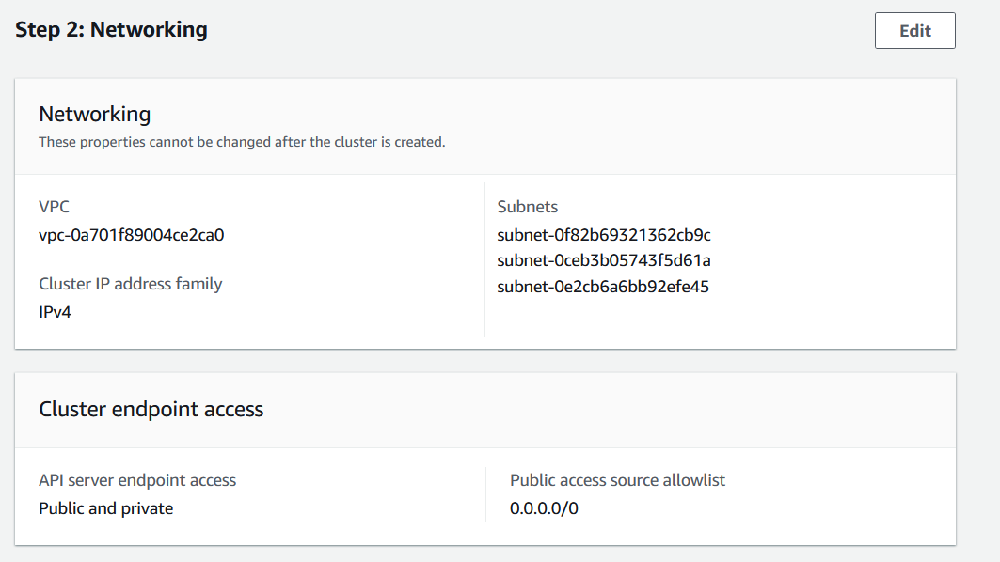 Step 2: Networking
Edit
Networking
These properties cannot be changed after the cluster is created.
VPC
vpc-0a701f89004ce2ca0
Cluster IP address family
IPv4
Subnets
subnet-0f82b69321362cb9c
subnet-0ceb3b05743f5d61a
subnet-0e2cb6a6bb92efe45
Cluster endpoint access
API server endpoint access
Public and private
Public access source allowlist
0.0.0.0/0